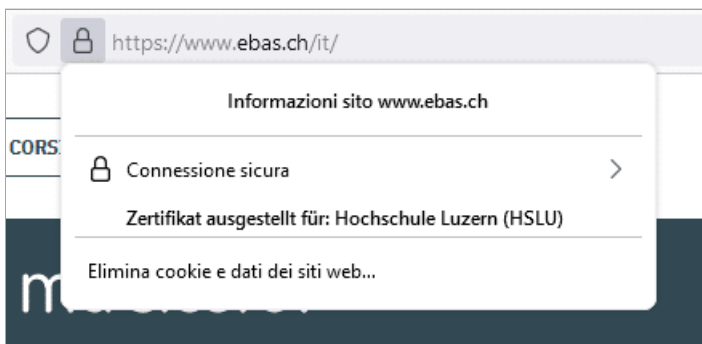 https://www.ebas.ch/it/
Informazioni sito www.ebas.ch
CORS
Connessione sicura
Zertifikat ausgestellt für: Hochschule Luzern (HSLU)
Elimina cookie e dati dei siti web...